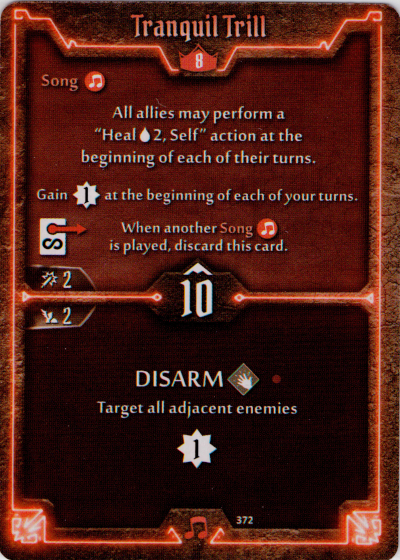 Tranquil Trill
8
Song
All allies may perform a
“Heal 2, Self” action at the
beginning of each of their turns.
Gain 1 at the beginning of each of your turns.
When another Song
is played, discard this card.
2
10
2
DISARM
Target all adjacent enemies
1
372